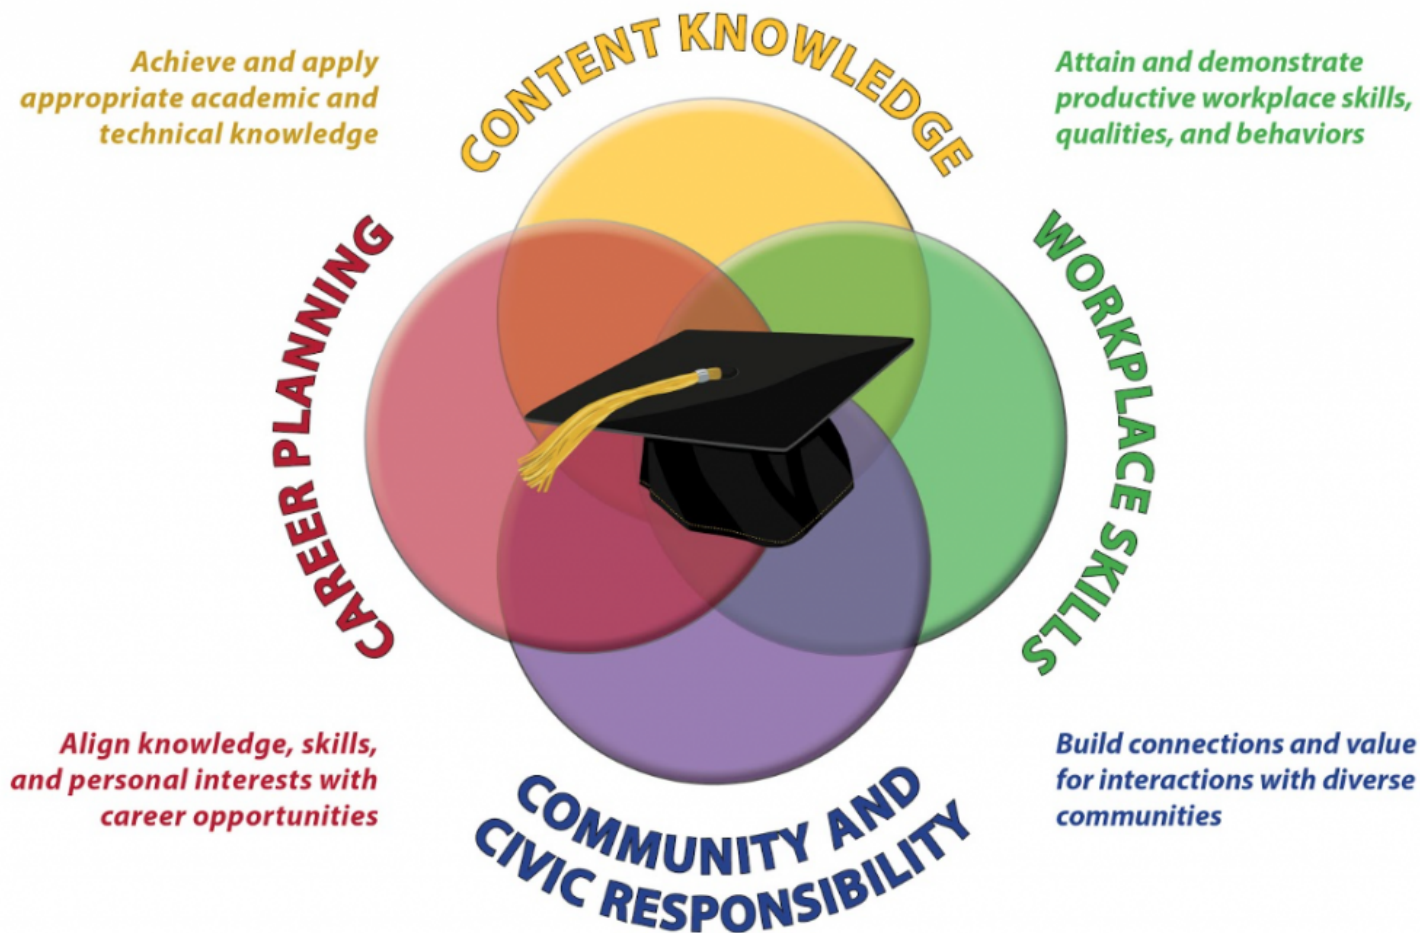 CONTENT KNOWLEDGE
Achieve and apply
appropriate academic and
technical knowledge
Attain and demonstrate
productive workplace skills,
qualities, and behaviors
CAREER PLANNING
WORKPLACE SKILLS
Align knowledge, skills,
and personal interests with
career opportunities
Build connections and value
for interactions with diverse
communities
COMMUNITY AND
CIVIC RESPONSIBILITY